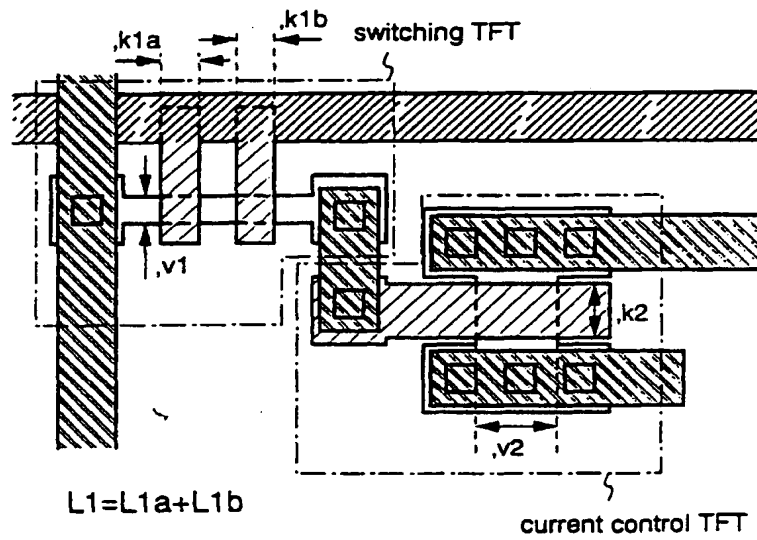 ,k1a
,k1b
switching TFT
,v1
,k2
,v2
L1=L1a+L1b
current control TFT